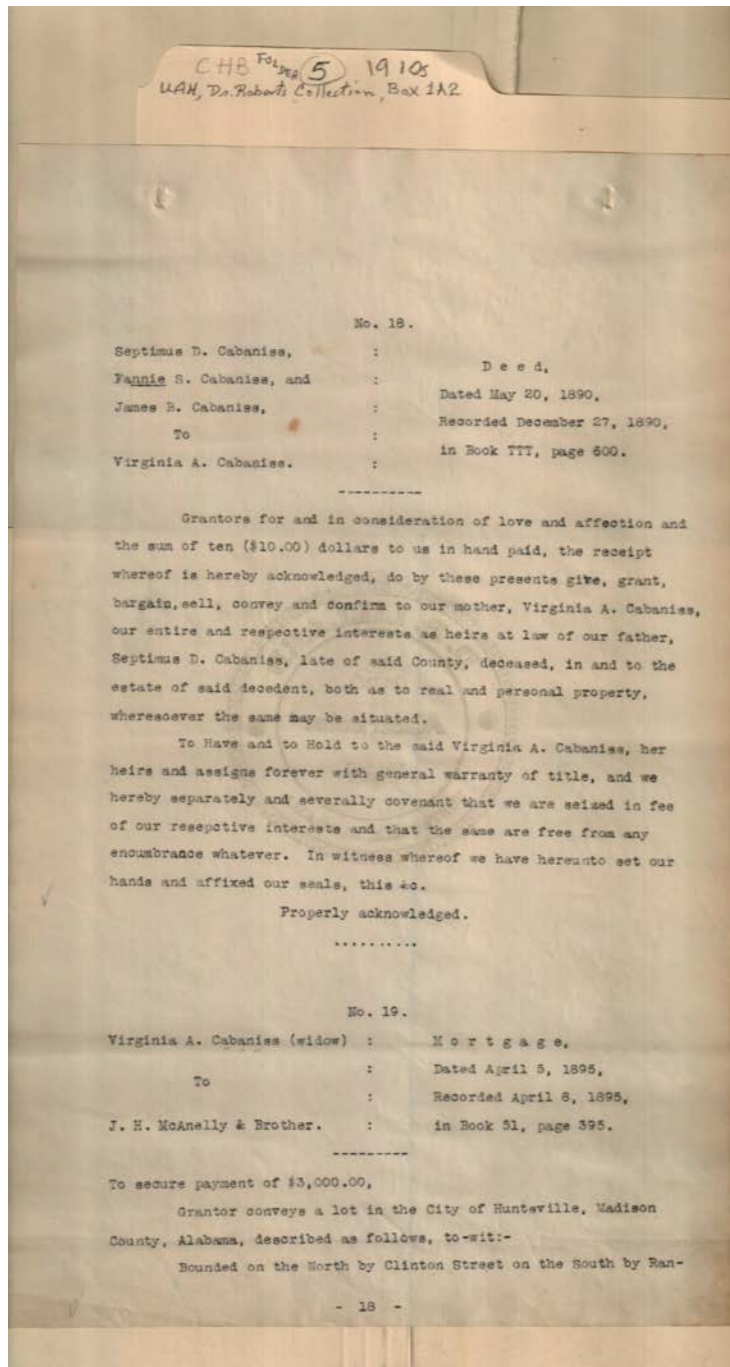 CHB FOLDER 5 1910s
UAH, Dr. Roberts Collection, Box 1A2
No. 18.
Septimus D. Cabaniss, :
Fannie S. Cabaniss, and :
James B. Cabaniss, :
To :
Virginia A. Cabaniss. :
D e e d,
Dated May 20, 1890,
Recorded December 27, 1890,
in Book TTT, page 600.
----------
Grantors for and in consideration of love and affection and
the sum of ten ($10.00) dollars to us in hand paid, the receipt
whereof is hereby acknowledged, do by these presents give, grant,
bargain, sell, convey and confirm to our mother, Virginia A. Cabaniss,
our entire and respective interests as heirs at law of our father,
Septimus D. Cabaniss, late of said County, deceased, in and to the
estate of said decedent, both as to real and personal property,
wheresoever the same may be situated.
To Have and to Hold to the said Virginia A. Cabaniss, her
heirs and assigns forever with general warranty of title, and we
hereby separately and severally covenant that we are seized in fee
of our resepctive interests and that the same are free from any
encumbrance whatever. In witness whereof we have hereunto set our
hands and affixed our seals, this &c.
Properly acknowledged.
..........
No. 19.
Virginia A. Cabaniss (widow) : M o r t g a g e,
: Dated April 5, 1895,
To
: Recorded April 8, 1895,
J. H. McAnelly & Brother. : in Book 51, page 395.
---------
To secure payment of $3,000.00,
Grantor conveys a lot in the City of Huntsville, Madison
County, Alabama, described as follows, to-wit:-
Bounded on the North by Clinton Street on the South by Ran-
- 18 -